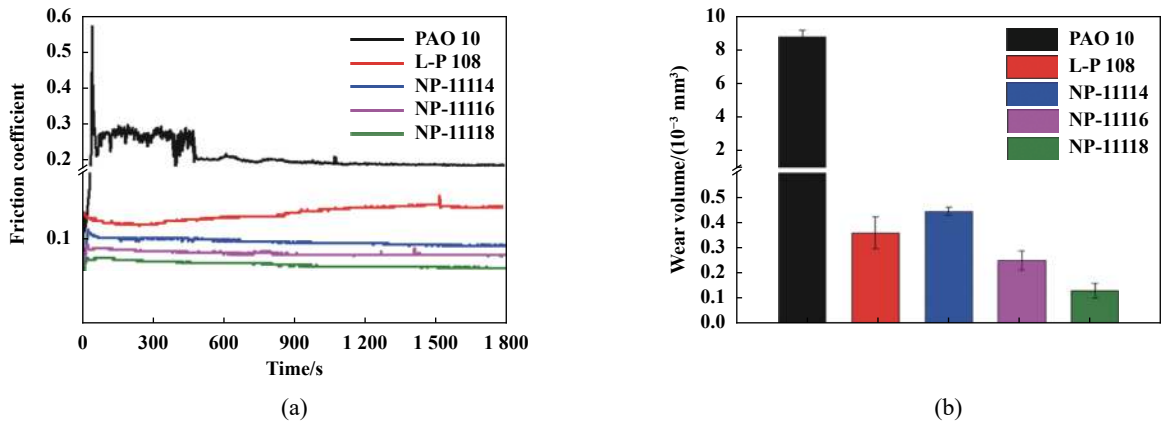 0.6
0.5
0.4
0.3
0.2
0.1
Friction coefficient
PAO 10
L-P 108
NP-11114
NP-11116
NP-11118
0 300 600 900 1 200 1 500 1 800
Time/s
(a)
10
8
6
4
2
0.5
0.4
0.3
0.2
0.1
0.0
Wear volume/(10⁻³ mm³)
PAO 10
L-P 108
NP-11114
NP-11116
NP-11118
(b)